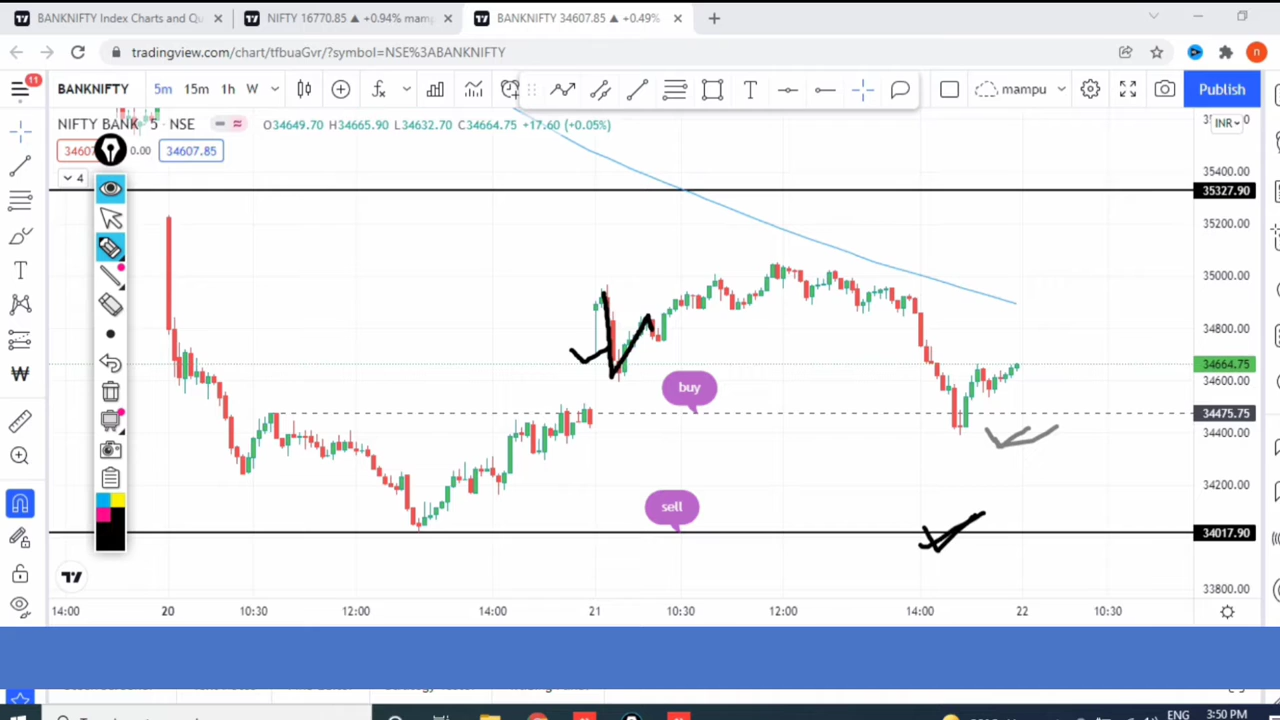 BANKNIFTY Index Charts and Qu
NIFTY 16770.85 ▲ +0.94% mamp
BANKNIFTY 34607.85 ▲ +0.49%
tradingview.com/chart/tfbuaGvr/?symbol=NSE%3ABANKNIFTY
n
11
BANKNIFTY 5m 15m 1h W mampu Publish
NIFTY BANK 5 · NSE O34649.70 H34665.90 L34632.70 C34664.75 +17.60 (+0.05%)
INR
34607 0.00 34607.85
4
35400.00
35327.90
35200.00
35000.00
34800.00
34664.75
34600.00
buy
34475.75
34400.00
34200.00
sell
34017.90
33800.00
14:00 20 10:30 12:00 14:00 21 10:30 12:00 14:00 22 10:30
ENG 3:50 PM